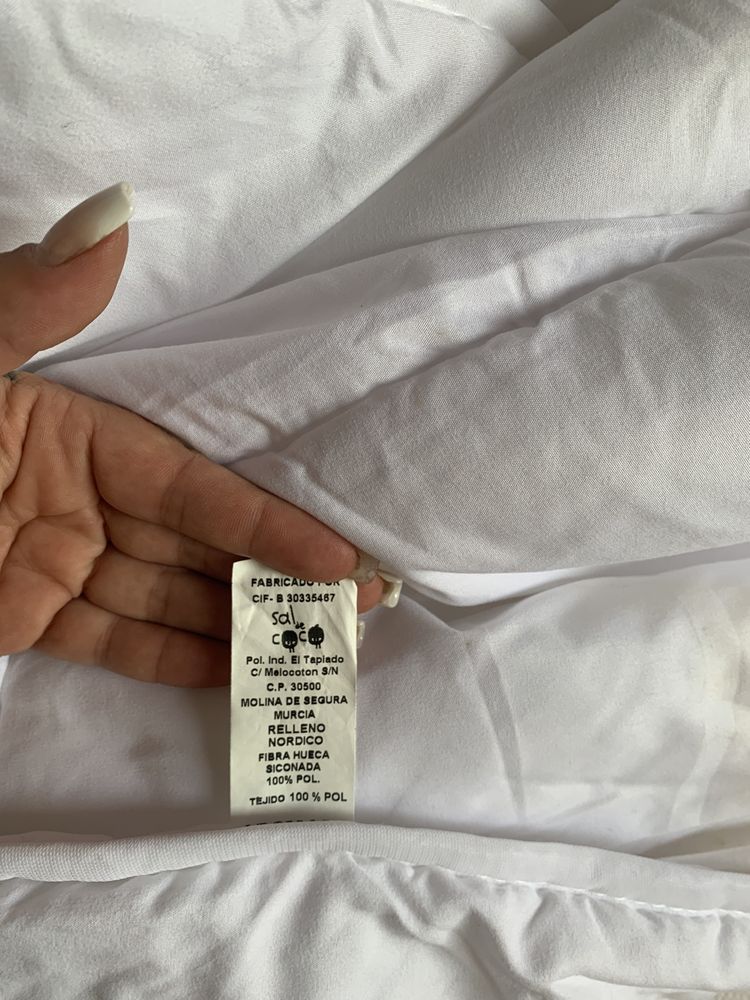 FABRICADO POR
CIF- B 30335467
sal de
coco
Pol. Ind. El Tapiado
C/ Melocoton S/N
C.P. 30500
MOLINA DE SEGURA
MURCIA
RELLENO
NORDICO
FIBRA HUECA
SICONADA
100% POL.
TEJIDO 100 % POL